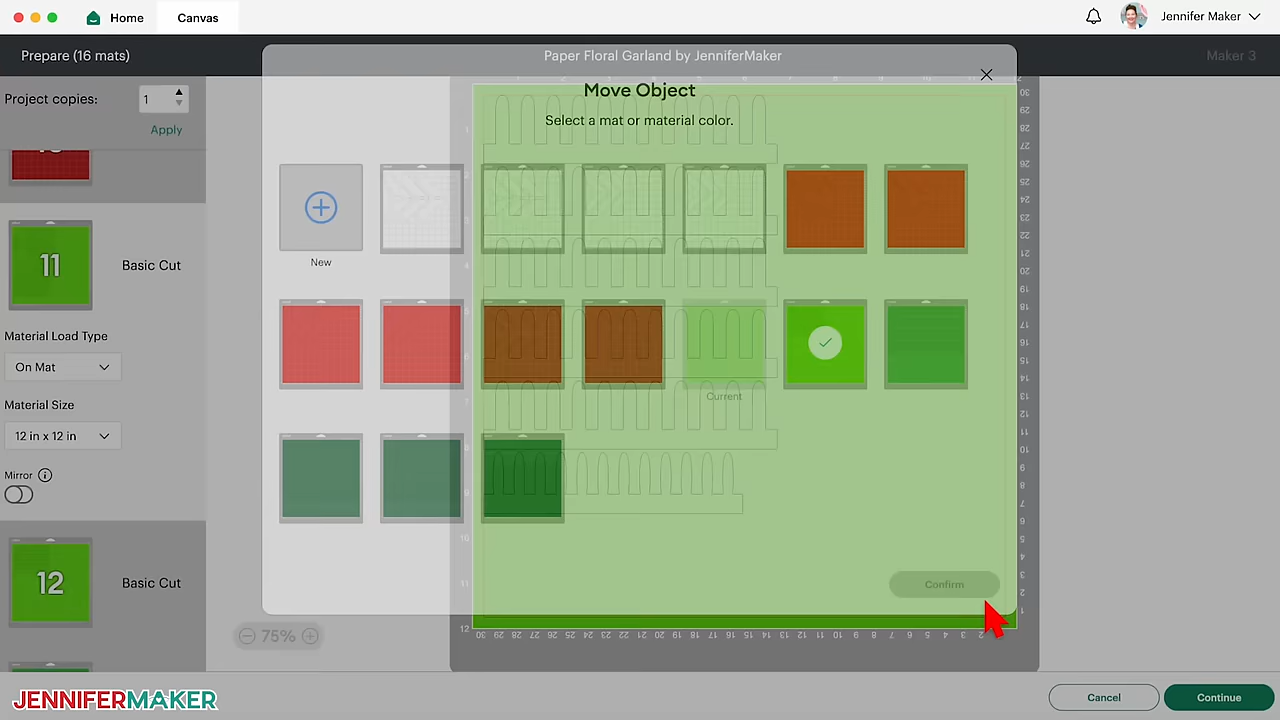 Home
Canvas
Jennifer Maker
Prepare (16 mats)
Paper Floral Garland by JenniferMaker
Maker 3
Project copies:
1
Apply
Move Object
Select a mat or material color.
New
11
Basic Cut
Material Load Type
On Mat
Material Size
12 in x 12 in
Current
Mirror
12
Basic Cut
Confirm
75%
JENNIFERMAKER
Cancel
Continue